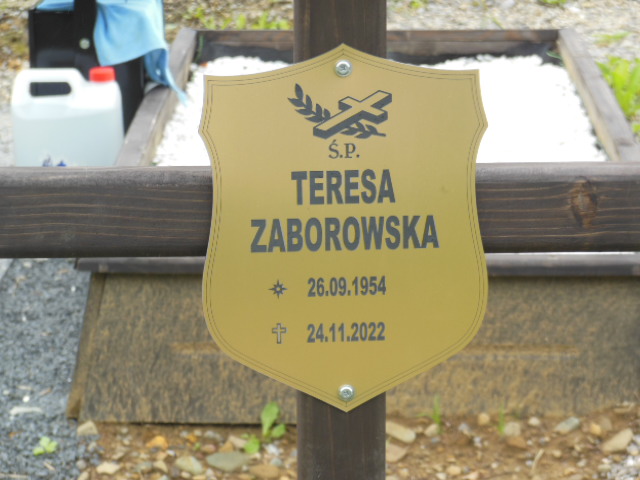 Ś.P.
TERESA
ZABOROWSKA
26.09.1954
24.11.2022